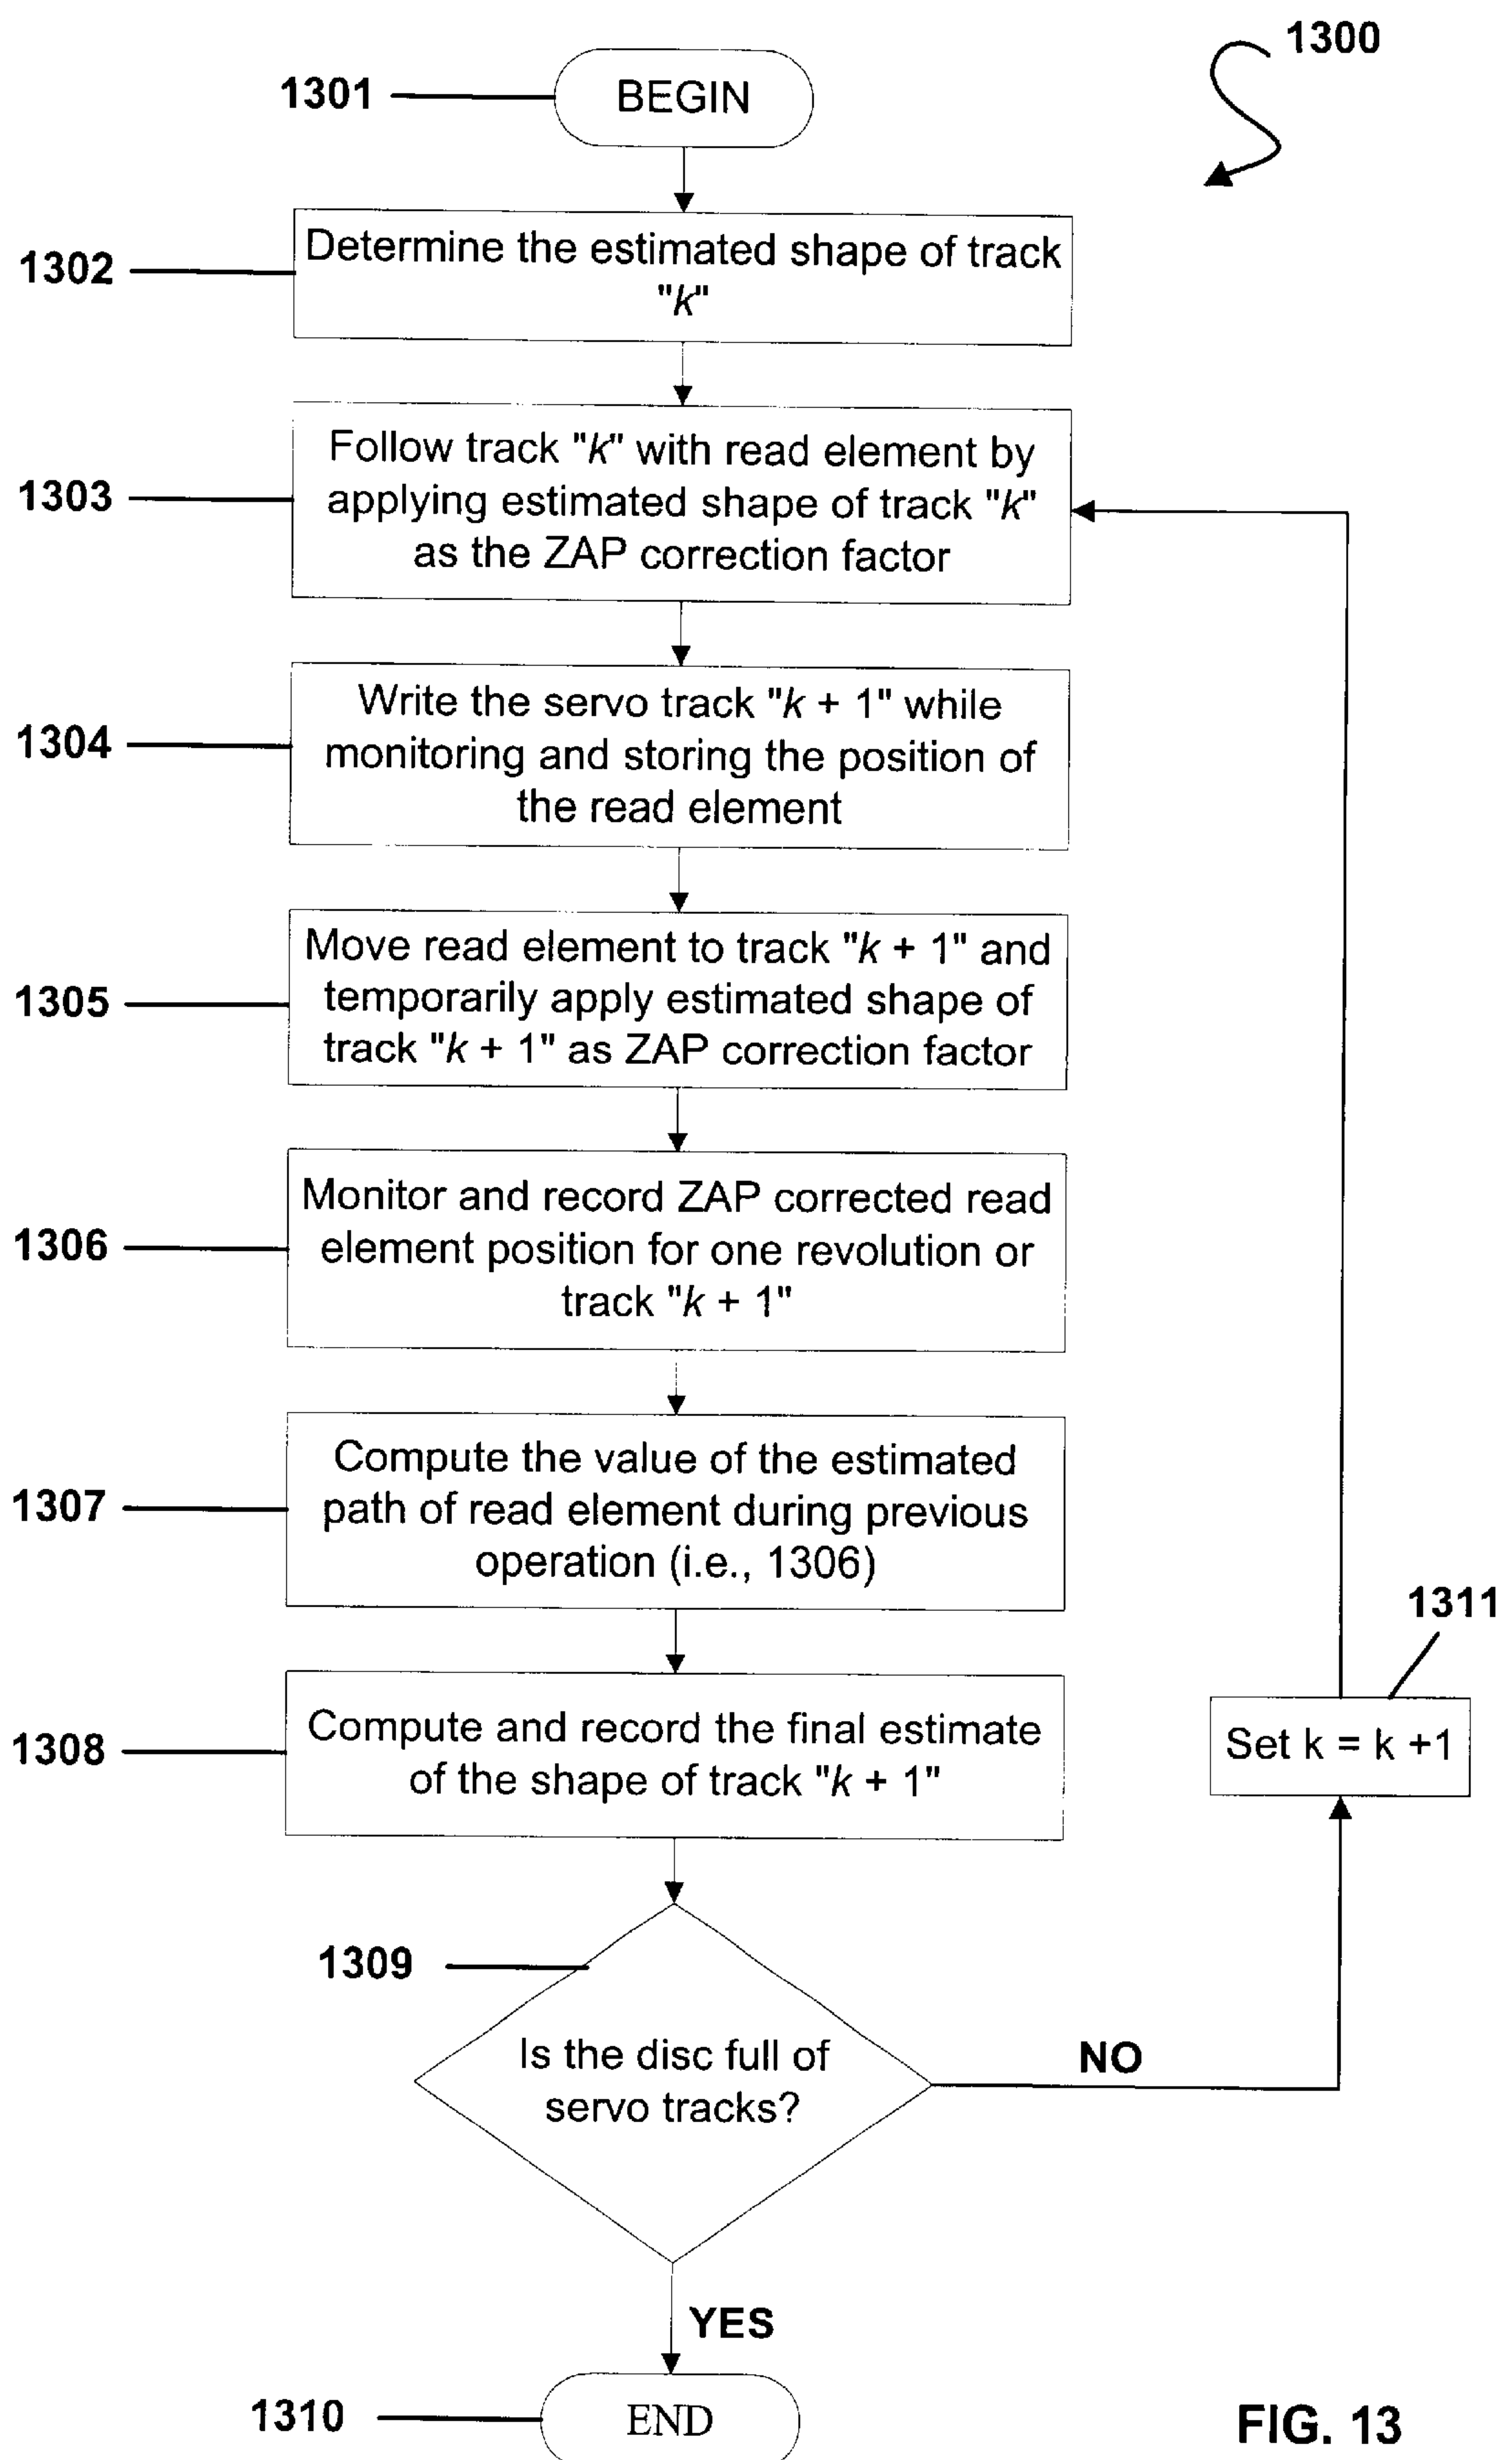 1300
1301
BEGIN
1302
Determine the estimated shape of track
"k"
1303
Follow track "k" with read element by
applying estimated shape of track "k"
as the ZAP correction factor
1304
Write the servo track "k + 1" while
monitoring and storing the position of
the read element
1305
Move read element to track "k + 1" and
temporarily apply estimated shape of
track "k + 1" as ZAP correction factor
1306
Monitor and record ZAP corrected read
element position for one revolution or
track "k + 1"
1307
Compute the value of the estimated
path of read element during previous
operation (i.e., 1306)
1308
Compute and record the final estimate
of the shape of track "k + 1"
1311
Set k = k +1
1309
Is the disc full of
servo tracks?
NO
YES
1310
END
FIG. 13